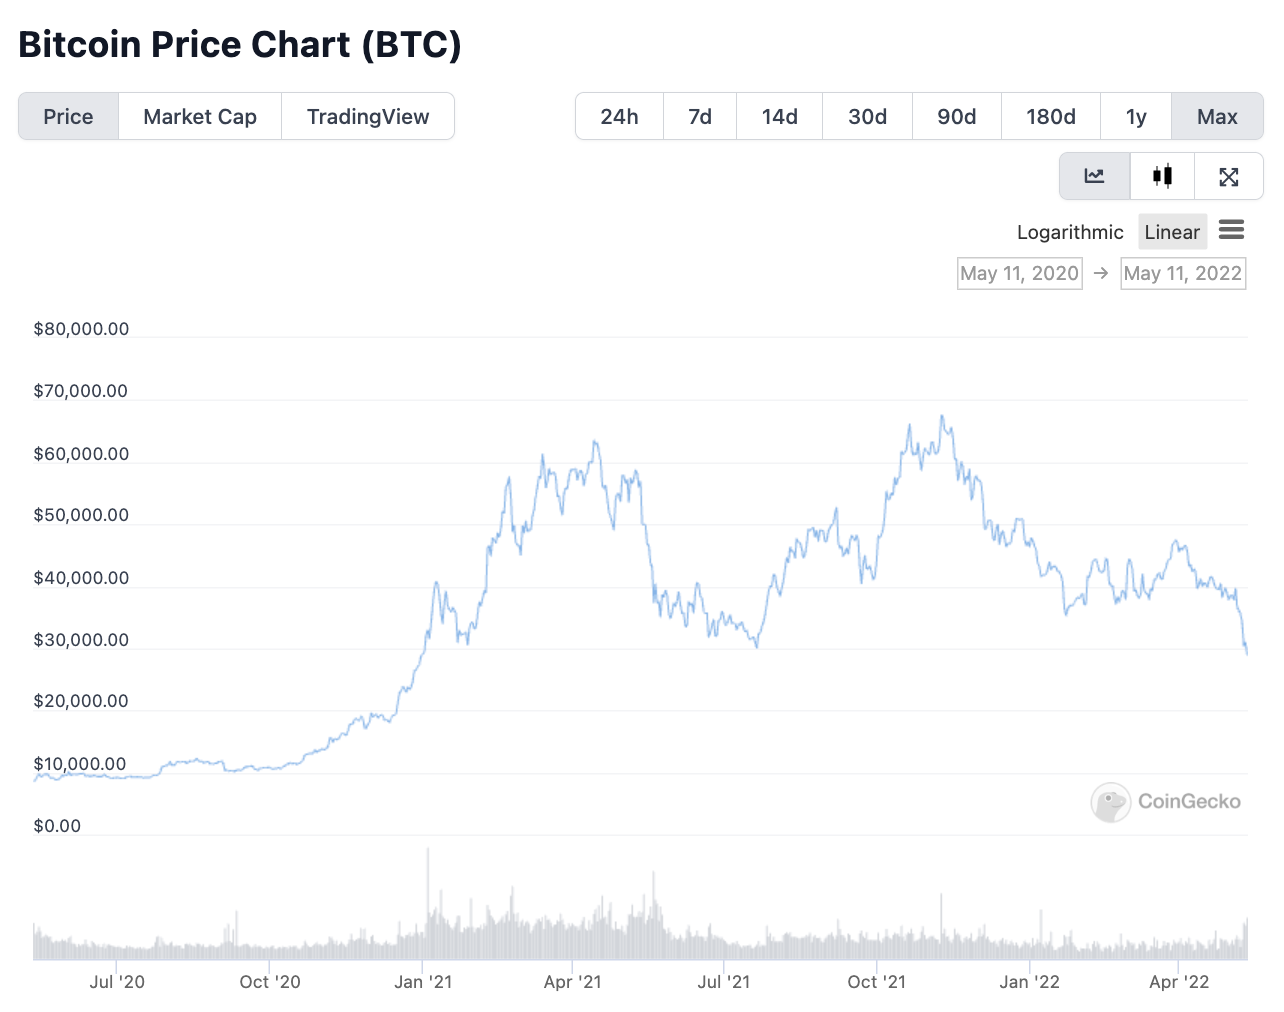 Bitcoin Price Chart (BTC)
Price Market Cap TradingView 24h 7d 14d 30d 90d 180d 1y Max
Logarithmic Linear
May 11, 2020 → May 11, 2022
$80,000.00
$70,000.00
$60,000.00
$50,000.00
$40,000.00
$30,000.00
$20,000.00
$10,000.00
CoinGecko
$0.00
Jul '20 Oct '20 Jan '21 Apr '21 Jul '21 Oct '21 Jan '22 Apr '22